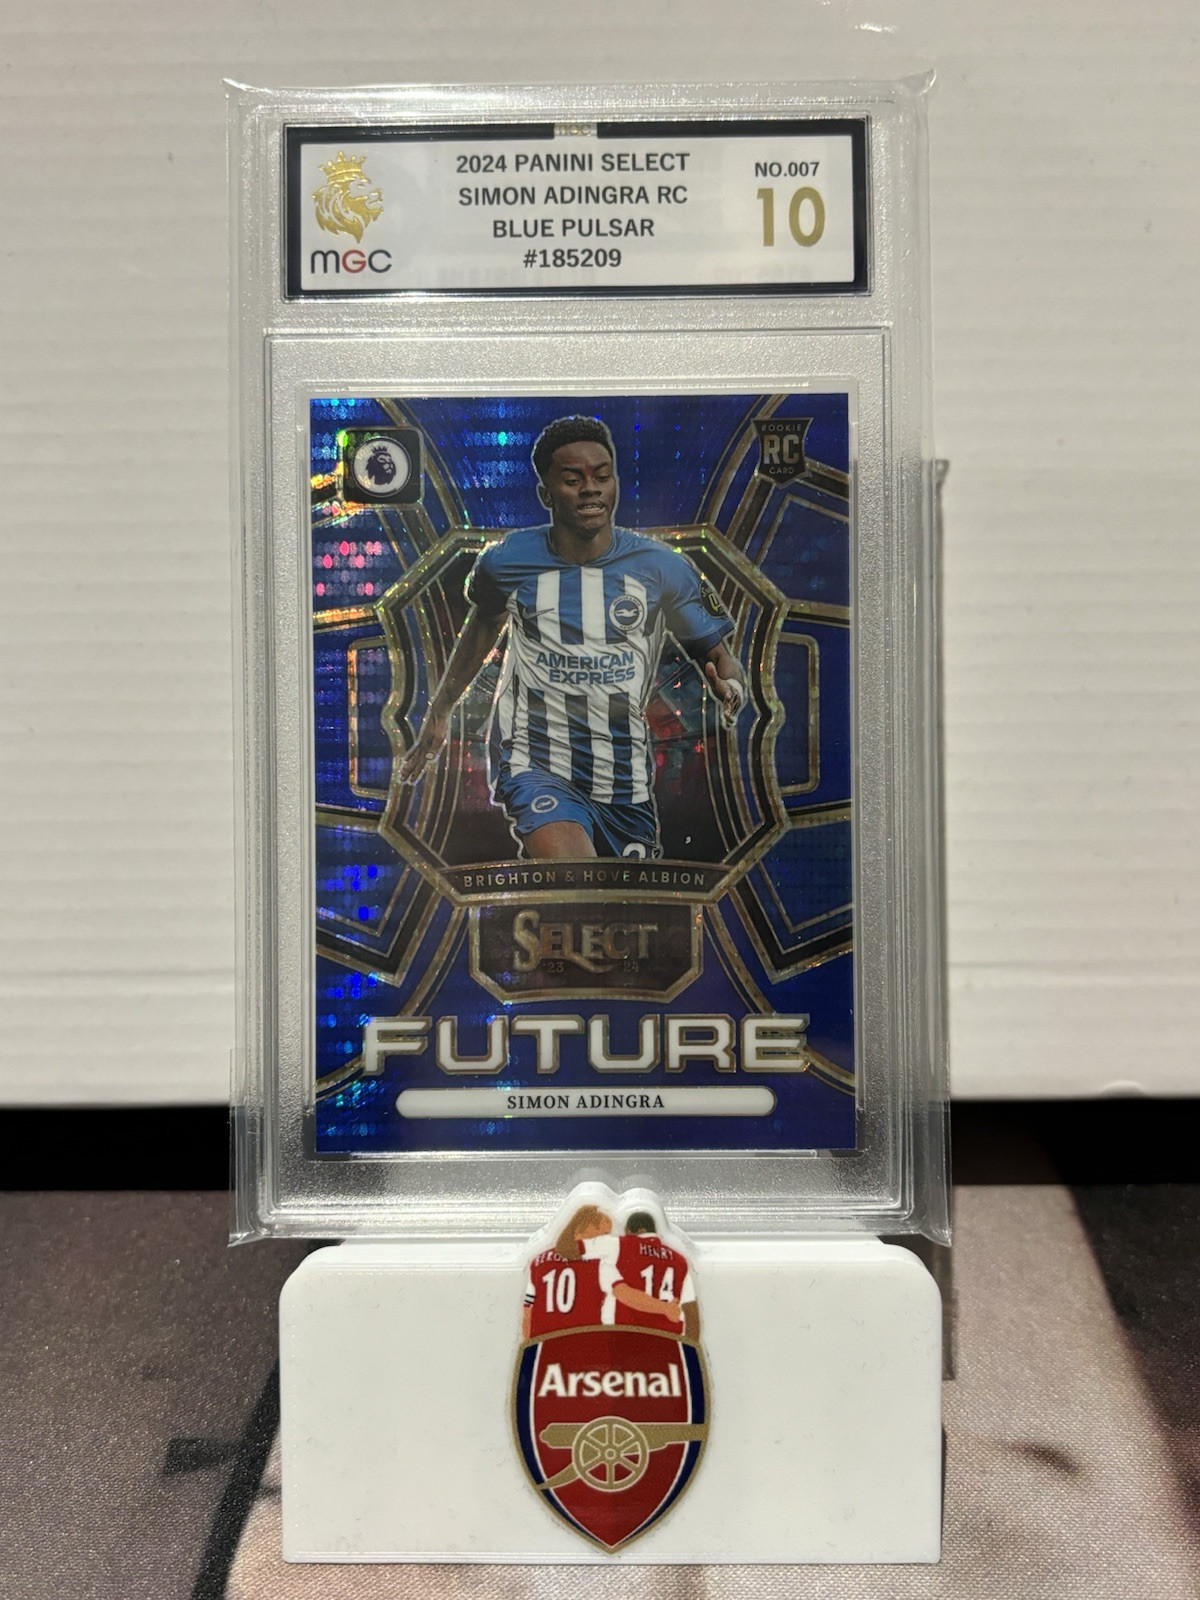 mGC
2024 PANINI SELECT
SIMON ADINGRA RC
BLUE PULSAR
#185209
NO.007
10
mGC
ROOKIE
RC
CARD
AMERICAN
EXPRESS
BRIGHTON & HOVE ALBION
SELECT
23 24
FUTURE
SIMON ADINGRA
HENRY
10
14
Arsenal